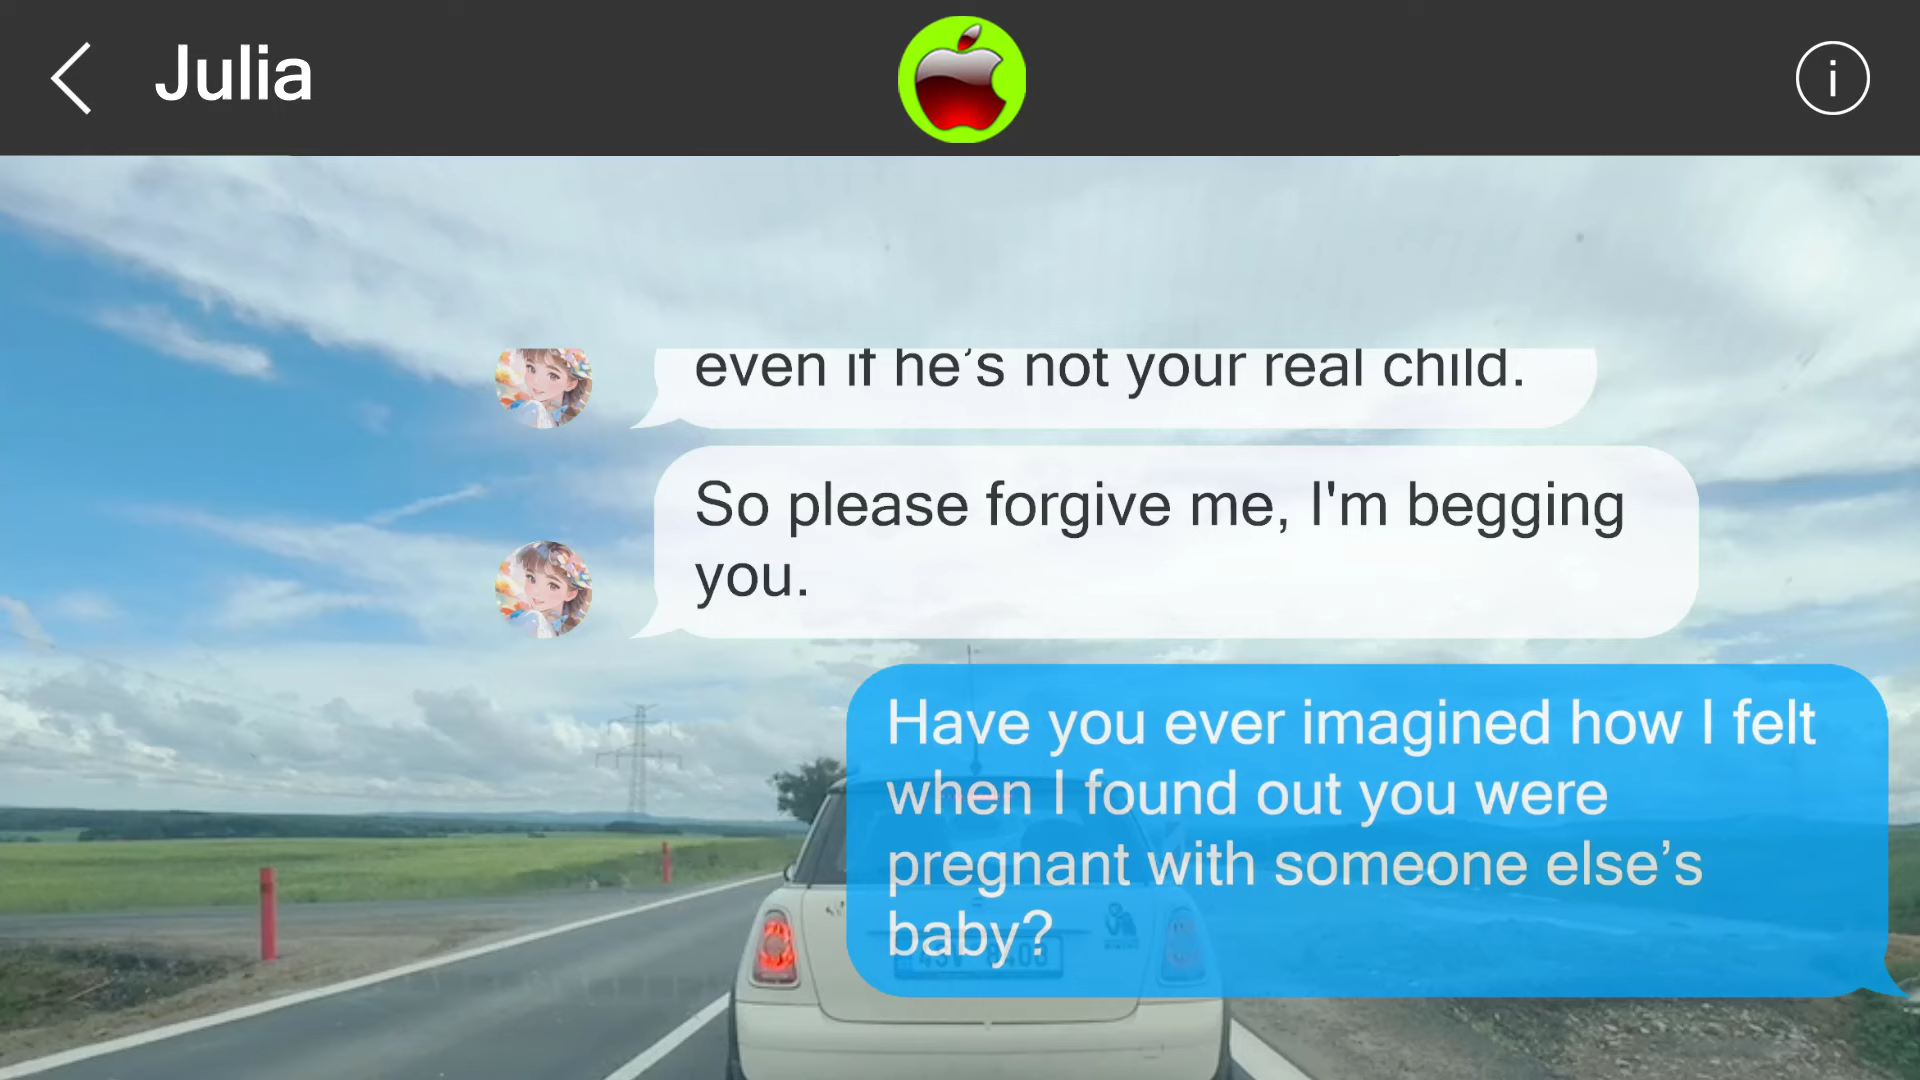 Julia
i
even if he’s not your real child.
So please forgive me, I'm begging
you.
Have you ever imagined how I felt
when I found out you were
pregnant with someone else’s
baby?